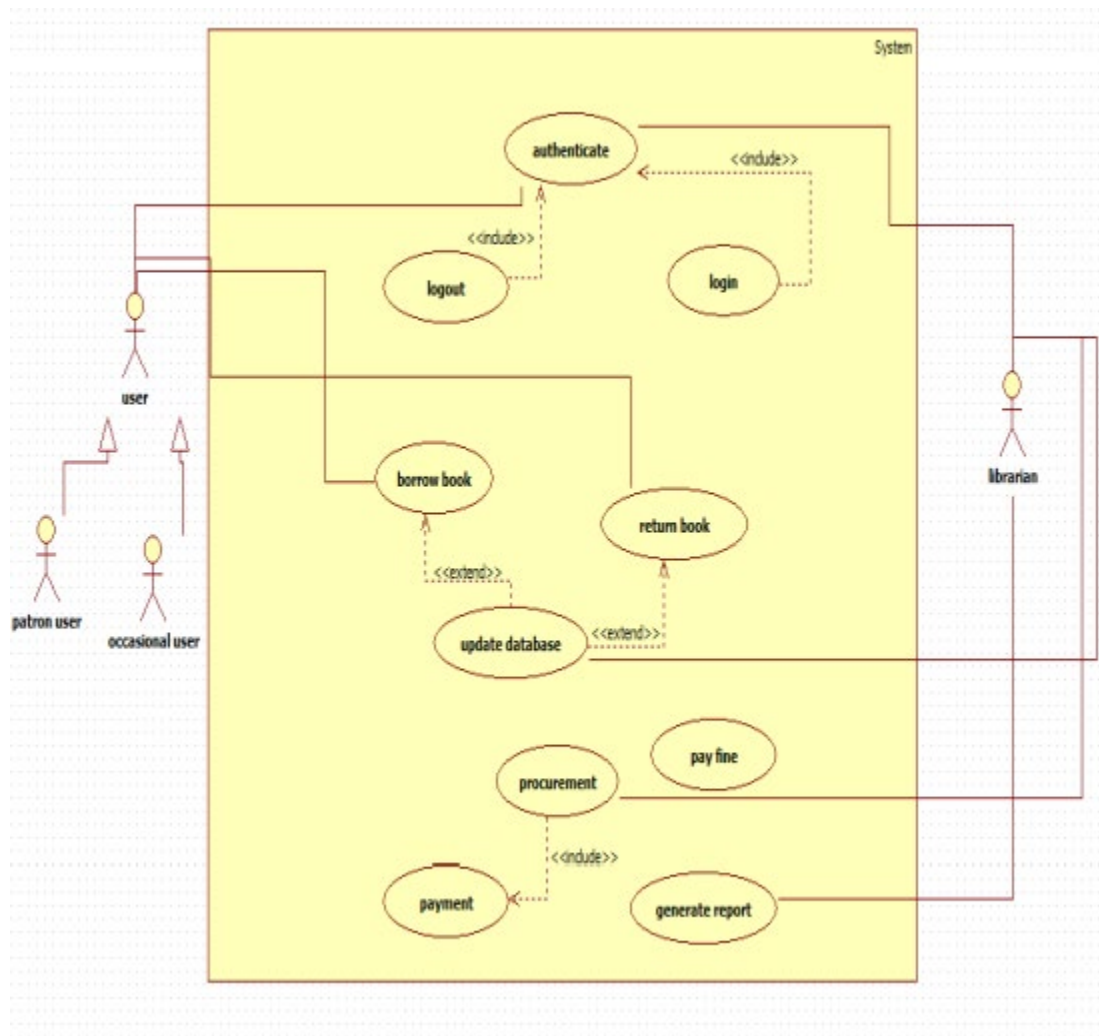 System
authenticate
<<include>>
<<include>>
logout
login
user
borrow book
librarian
return book
<<extend>>
patron user
occasional user
<<extend>>
update database
pay fine
procurement
<<include>>
payment
generate report